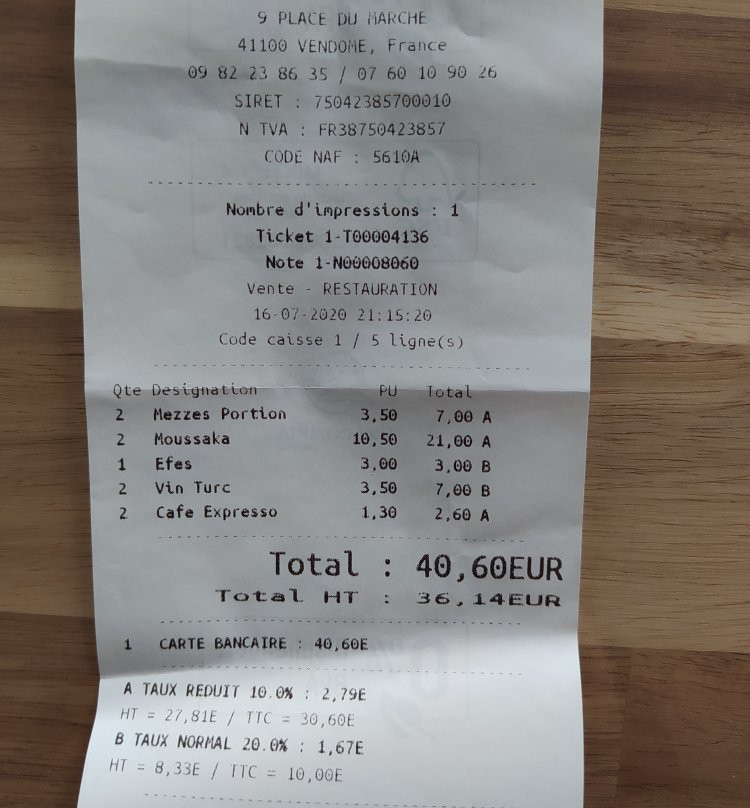 9 PLACE DU MARCHE
41100 VENDOME, France
09 82 23 86 35 / 07 60 10 90 26
SIRET : 75042385700010
N TVA : FR38750423857
CODE NAF : 5610A
Nombre d'impressions : 1
Ticket 1-T00004136
Note 1-N00008060
Vente - RESTAURATION
16-07-2020 21:15:20
Code caisse 1 / 5 ligne(s)
Qte Designation PU Total
2 Mezzes Portion 3,50 7,00 A
2 Moussaka 10,50 21,00 A
1 Efes 3,00 3,00 B
2 Vin Turc 3,50 7,00 B
2 Cafe Expresso 1,30 2,60 A
Total : 40,60EUR
Total HT : 36,14EUR
1 CARTE BANCAIRE : 40,60E
A TAUX REDUIT 10.0% : 2,79E
HT = 27,81E / TTC = 30,60E
B TAUX NORMAL 20.0% : 1,67E
HT = 8,33E / TTC = 10,00E